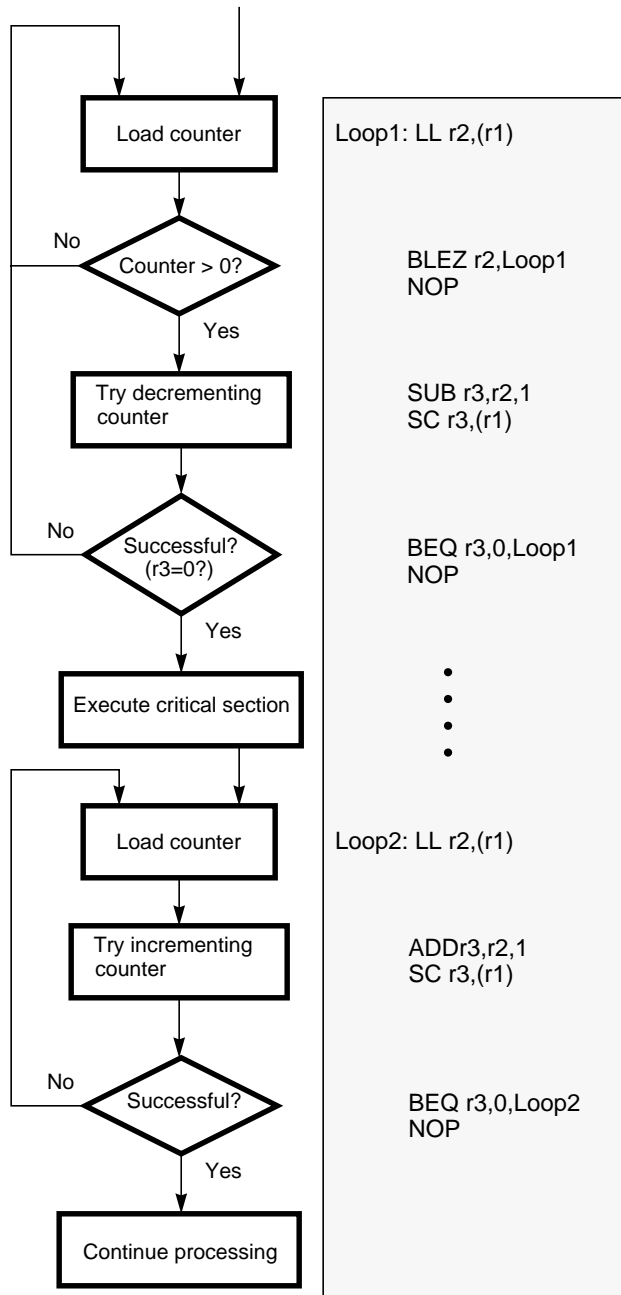 Load counter
Loop1: LL r2,(r1)
No
Counter > 0?
BLEZ r2,Loop1
NOP
Yes
Try decrementing
counter
SUB r3,r2,1
SC r3,(r1)
No
Successful?
(r3=0?)
BEQ r3,0,Loop1
NOP
Yes
Execute critical section
Load counter
Loop2: LL r2,(r1)
Try incrementing
counter
ADDr3,r2,1
SC r3,(r1)
No
Successful?
BEQ r3,0,Loop2
NOP
Yes
Continue processing